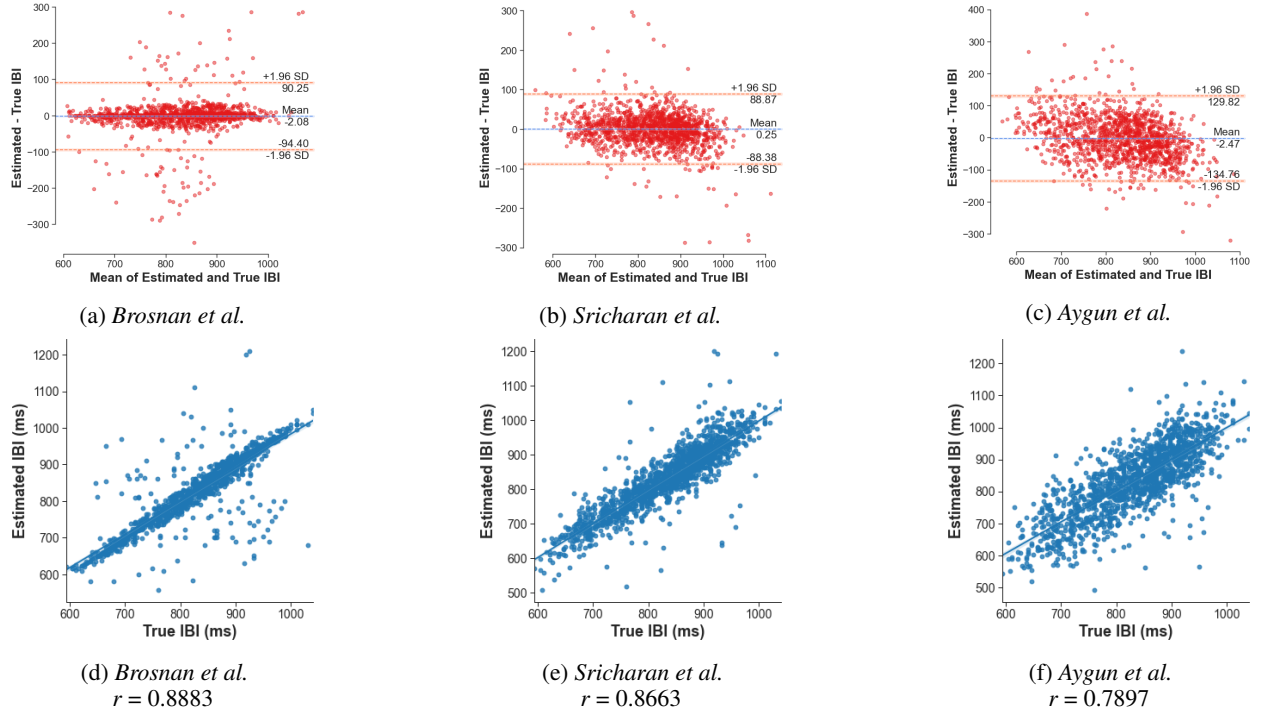 300
200
100
0
−100
−200
−300
Estimated - True IBI
+1.96 SD
90.25
Mean
-2.08
-94.40
-1.96 SD
600 700 800 900 1000
Mean of Estimated and True IBI
(a) Brosnan et al.
300
200
100
0
−100
−200
−300
Estimated - True IBI
+1.96 SD
88.87
Mean
0.25
-88.38
-1.96 SD
600 700 800 900 1000 1100
Mean of Estimated and True IBI
(b) Sricharan et al.
400
300
200
100
0
−100
−200
−300
Estimated - True IBI
+1.96 SD
129.82
Mean
-2.47
-134.76
-1.96 SD
600 700 800 900 1000 1100
Mean of Estimated and True IBI
(c) Aygun et al.
1200
1100
1000
900
800
700
600
Estimated IBI (ms)
600 700 800 900 1000
True IBI (ms)
(d) Brosnan et al.
r = 0.8883
1200
1100
1000
900
800
700
600
500
Estimated IBI (ms)
600 700 800 900 1000
True IBI (ms)
(e) Sricharan et al.
r = 0.8663
1200
1100
1000
900
800
700
600
500
Estimated IBI (ms)
600 700 800 900 1000
True IBI (ms)
(f) Aygun et al.
r = 0.7897